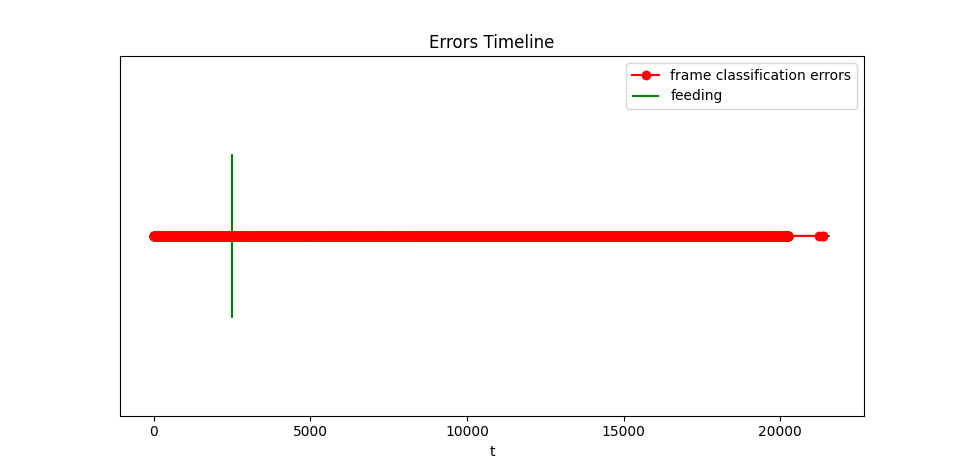 Errors Timeline
frame classification errors
feeding
0 5000 10000 15000 20000
t